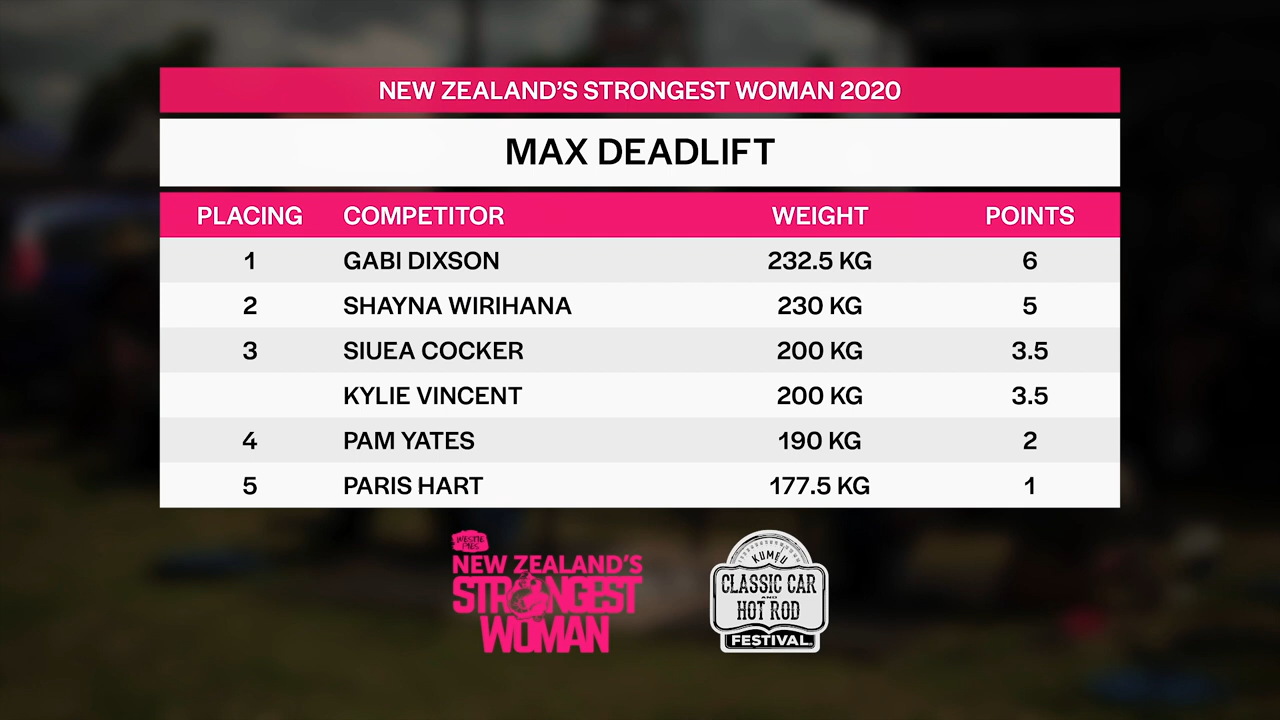 NEW ZEALAND'S STRONGEST WOMAN 2020
MAX DEADLIFT
PLACING COMPETITOR WEIGHT POINTS
1 GABI DIXSON 232.5 KG 6
2 SHAYNA WIRIHANA 230 KG 5
3 SIUEA COCKER 200 KG 3.5
KYLIE VINCENT 200 KG 3.5
4 PAM YATES 190 KG 2
5 PARIS HART 177.5 KG 1
WESTIE
PIES
NEW ZEALAND'S
STRONGEST
WOMAN
KUMEU
CLASSIC CAR
AND
HOT ROD
FESTIVAL